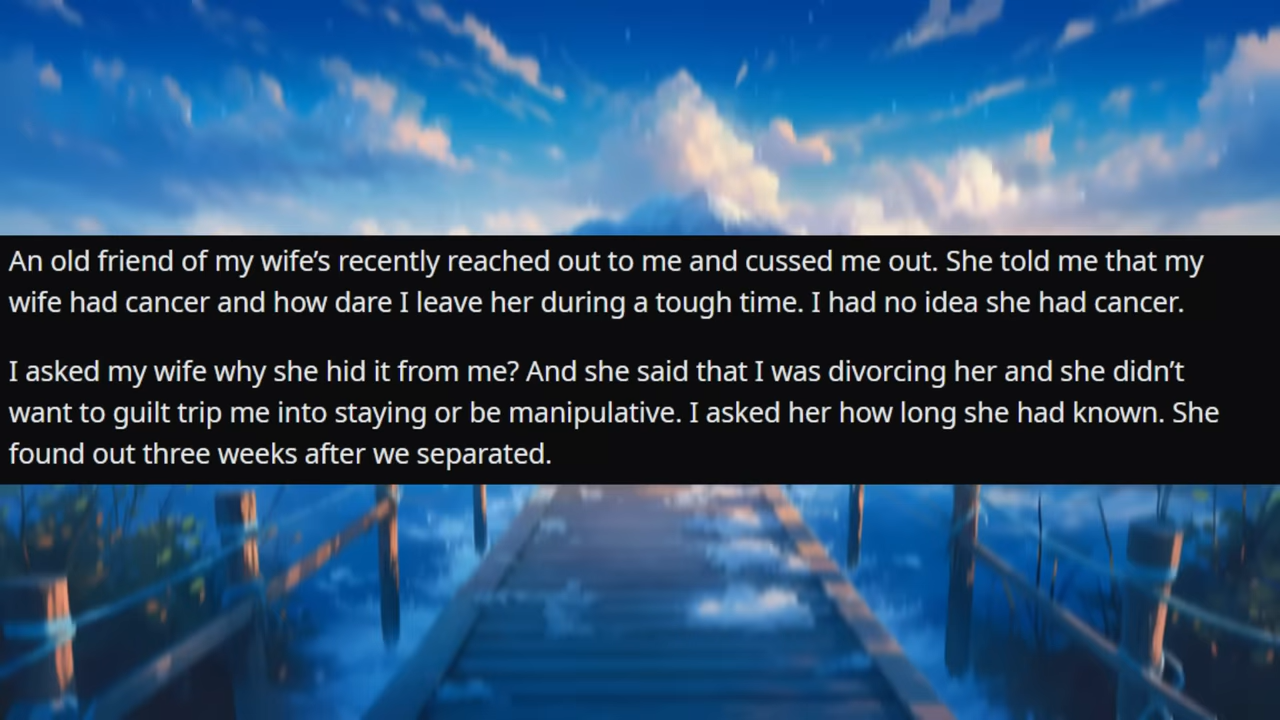 An old friend of my wife’s recently reached out to me and cussed me out. She told me that my
wife had cancer and how dare I leave her during a tough time. I had no idea she had cancer.
I asked my wife why she hid it from me? And she said that I was divorcing her and she didn’t
want to guilt trip me into staying or be manipulative. I asked her how long she had known. She
found out three weeks after we separated.